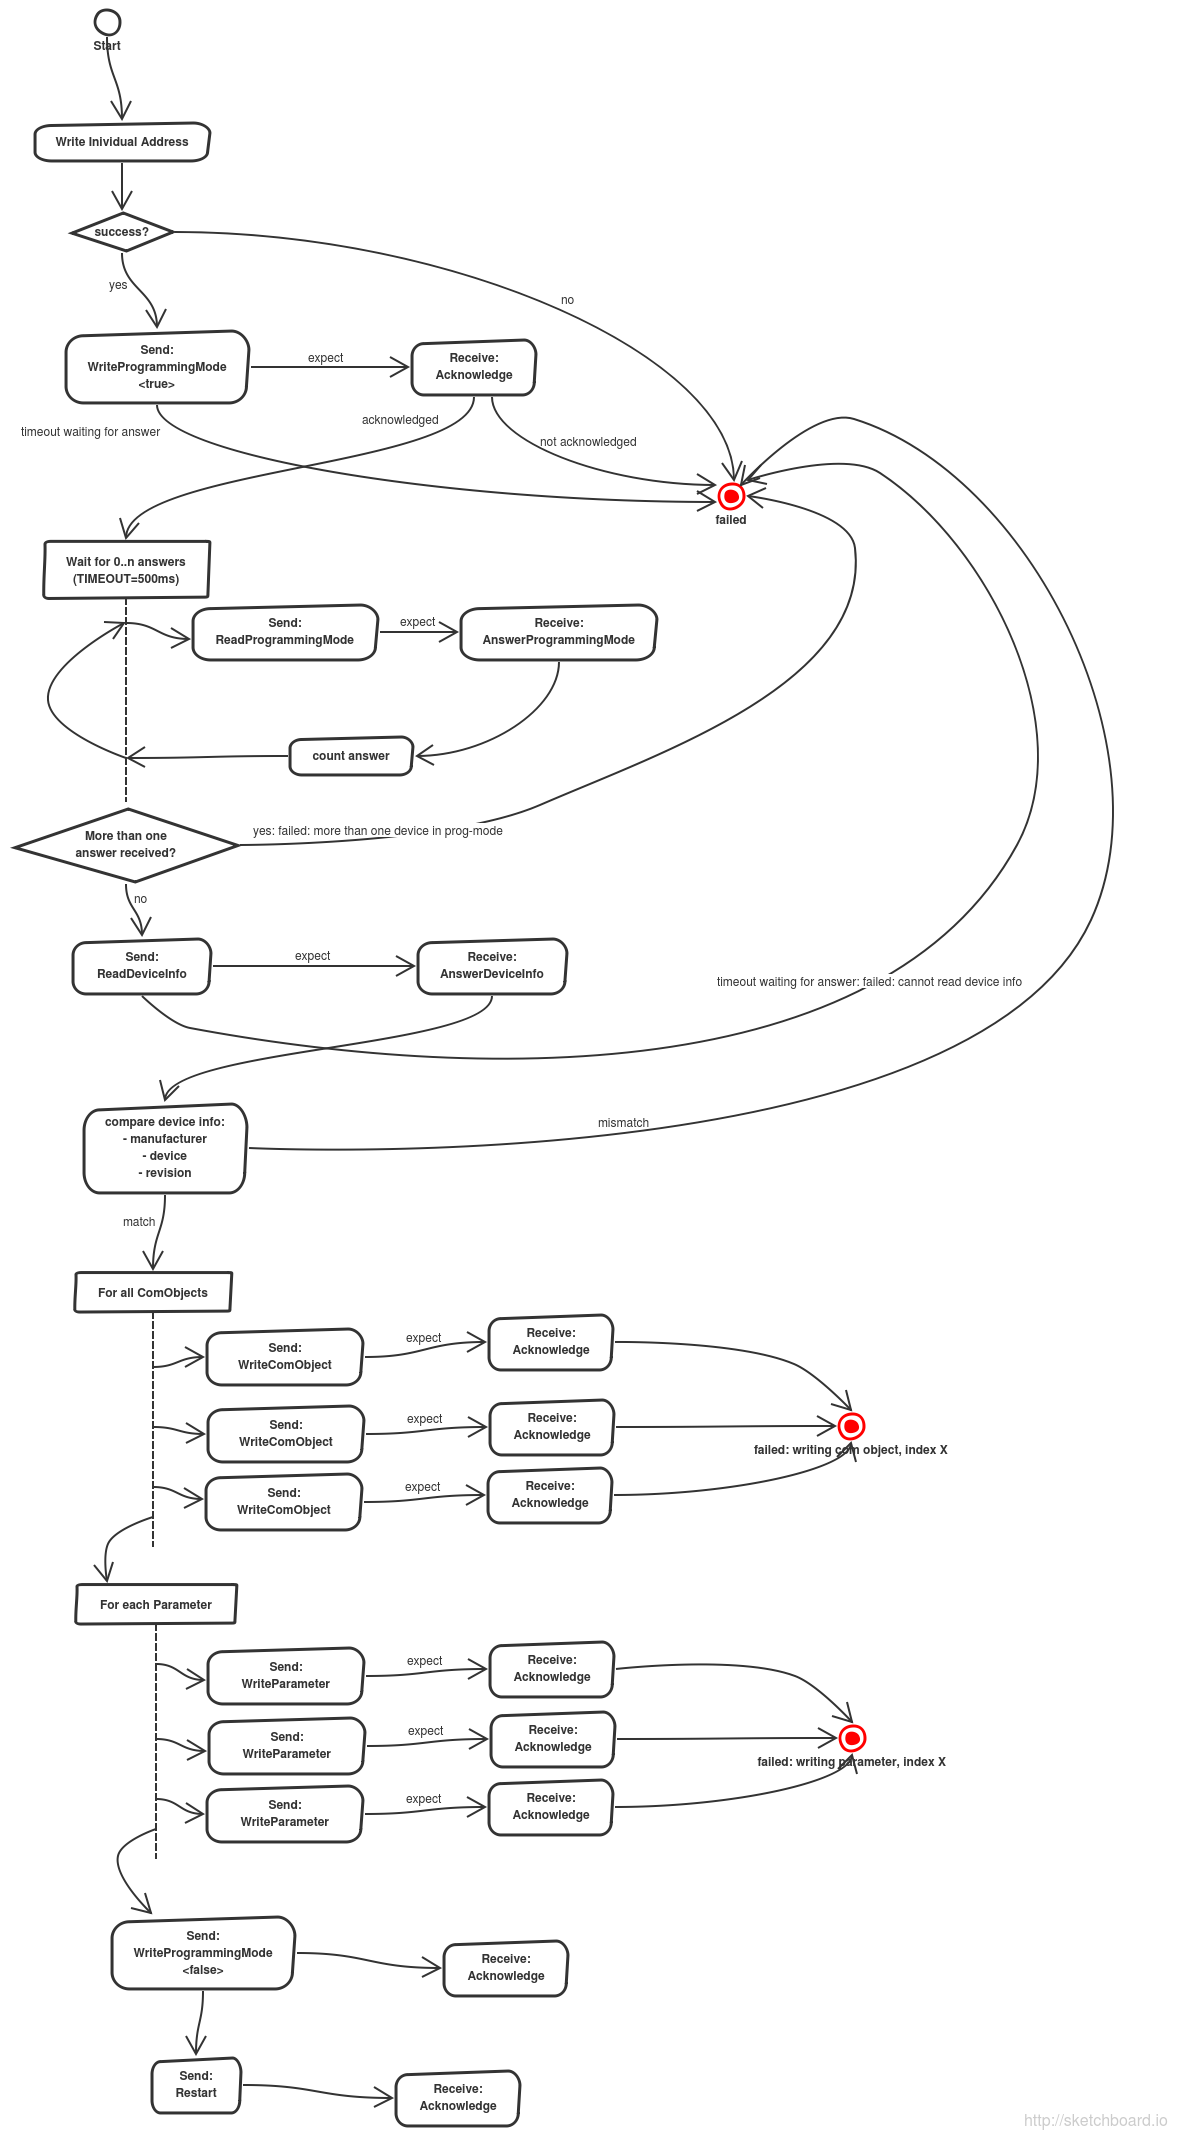 Start
Write Inividual Address
success?
no
yes
Send:
WriteProgrammingMode
<true>
expect
Receive:
Acknowledge
timeout waiting for answer
acknowledged
not acknowledged
failed
Wait for 0..n answers
(TIMEOUT=500ms)
Send:
ReadProgrammingMode
expect
Receive:
AnswerProgrammingMode
count answer
More than one
answer received?
yes: failed: more than one device in prog-mode
no
Send:
ReadDeviceInfo
expect
Receive:
AnswerDeviceInfo
timeout waiting for answer: failed: cannot read device info
compare device info:
- manufacturer
- device
- revision
mismatch
match
For all ComObjects
Send:
WriteComObject
expect
Receive:
Acknowledge
Send:
WriteComObject
expect
Receive:
Acknowledge
failed: writing com object, index X
Send:
WriteComObject
expect
Receive:
Acknowledge
For each Parameter
Send:
WriteParameter
expect
Receive:
Acknowledge
Send:
WriteParameter
expect
Receive:
Acknowledge
failed: writing parameter, index X
Send:
WriteParameter
expect
Receive:
Acknowledge
Send:
WriteProgrammingMode
<false>
Receive:
Acknowledge
Send:
Restart
Receive:
Acknowledge
http://sketchboard.io